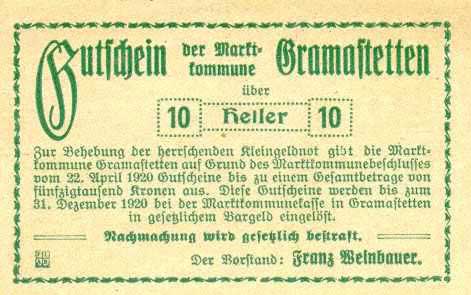 Gutschein der Markt-
kommune Gramastetten
über
10 Heller 10
Zur Behebung der herrschenden Kleingeldnot gibt die Markt-
kommune Gramastetten auf Grund des Marktkommunebeschlusses
vom 22. April 1920 Gutscheine bis zu einem Gesamtbetrage von
fünfzigtausend Kronen aus. Diese Gutscheine werden bis zum
31. Dezember 1920 bei der Marktkommunekasse in Gramastetten
in gesetzlichem Bargeld eingelöst.
Nachmachung wird gesetzlich bestraft.
Der Vorstand: Franz Weinbauer.